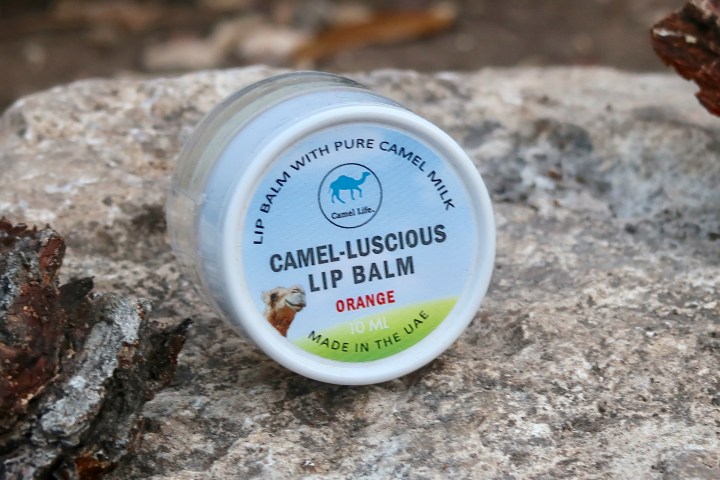 LIP BALM WITH PURE CAMEL MILK
Camel Life
CAMEL-LUSCIOUS
LIP BALM
ORANGE
10 ML
MADE IN THE UAE